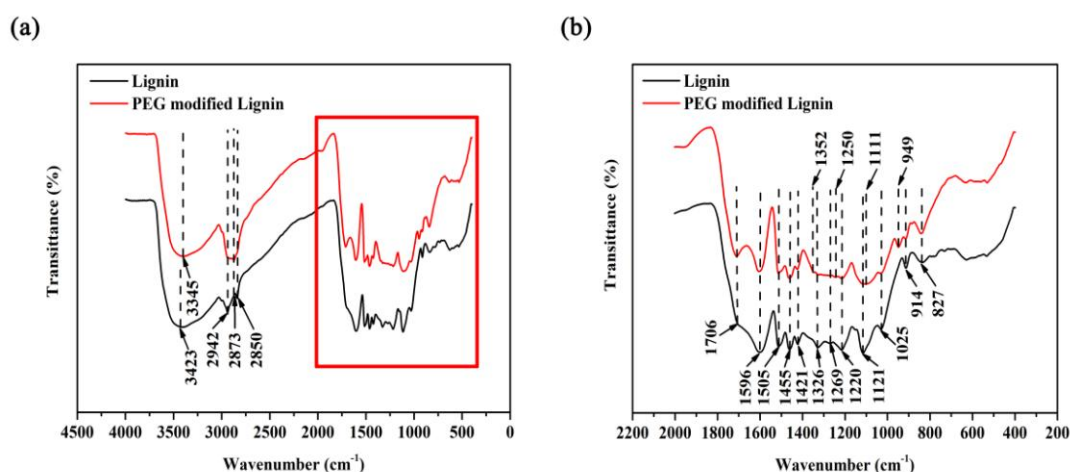 (a)
Lignin
PEG modified Lignin
Transittance (%)
3423
3345
2942
2873
2850
4500 4000 3500 3000 2500 2000 1500 1000 500 0
Wavenumber (cm-1)
(b)
Lignin
PEG modified Lignin
1352
1250
1111
949
Transittance (%)
1706
1596
1505
1455
1421
1326
1269
1220
1121
1025
914
827
2200 2000 1800 1600 1400 1200 1000 800 600 400 200
Wavenumber (cm-1)